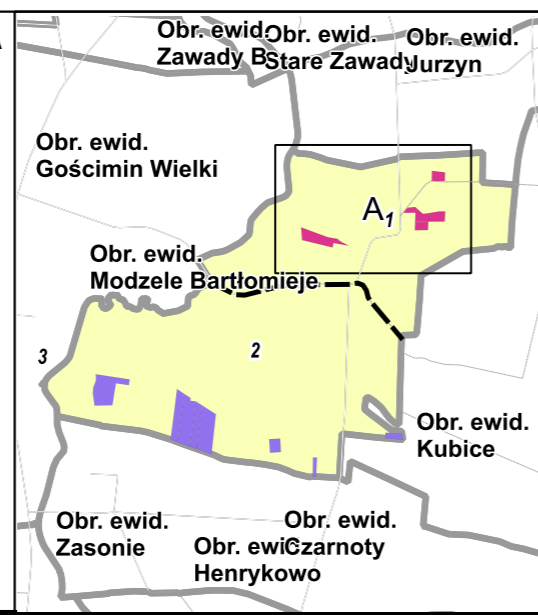 Obr. ewid.
Zawady B
Obr. ewid.
Stare Zawady
Obr. ewid.
Jurzyn
Obr. ewid.
Gościmin Wielki
A1
Obr. ewid.
Modzele Bartłomieje
2
3
Obr. ewid.
Kubice
Obr. ewid.
Zasonie
Obr. ewid.
Henrykowo
Obr. ewid.
Czarnoty